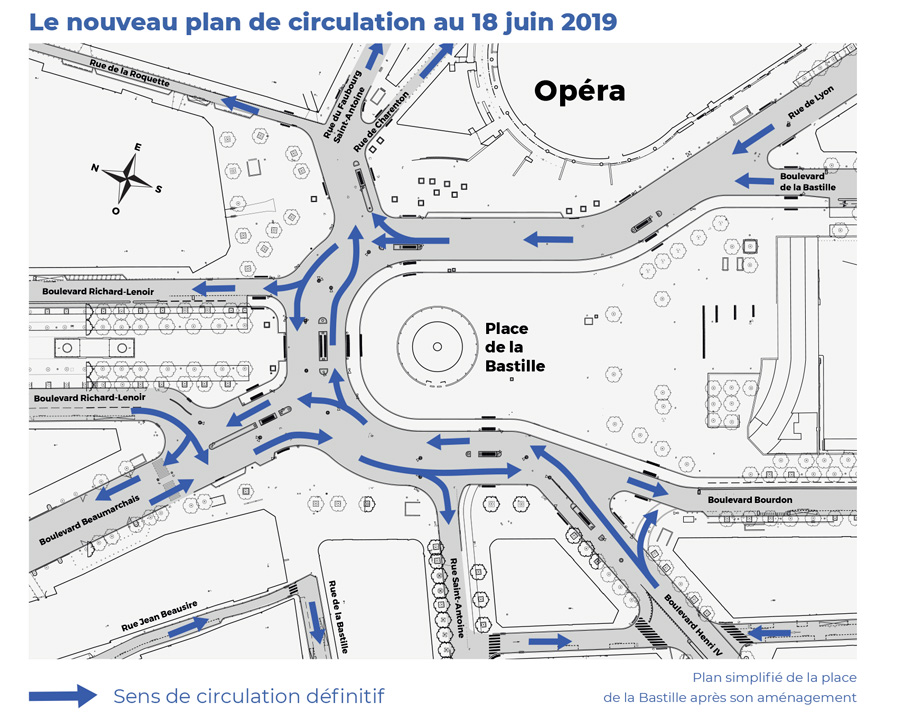 Le nouveau plan de circulation au 18 juin 2019
Rue de la Roquette
Rue du Faubourg
Saint-Antoine
Rue de Charenton
Opéra
Rue de Lyon
Boulevard
de la Bastille
E
N
S
O
Boulevard Richard-Lenoir
Place
de la
Bastille
Boulevard Richard-Lenoir
Boulevard Beaumarchais
Boulevard Bourdon
Rue Saint-Antoine
Rue Jean Beausire
Rue de la Bastille
Boulevard Henri IV
Sens de circulation définitif
Plan simplifié de la place
de la Bastille après son aménagement